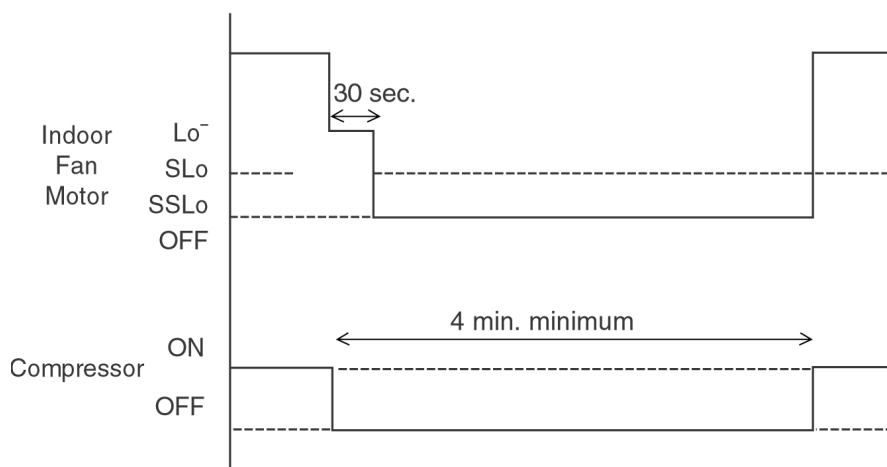 30 sec.
Indoor
Fan
Motor
Lo⁻
SLo
SSLo
OFF
4 min. minimum
Compressor
ON
OFF